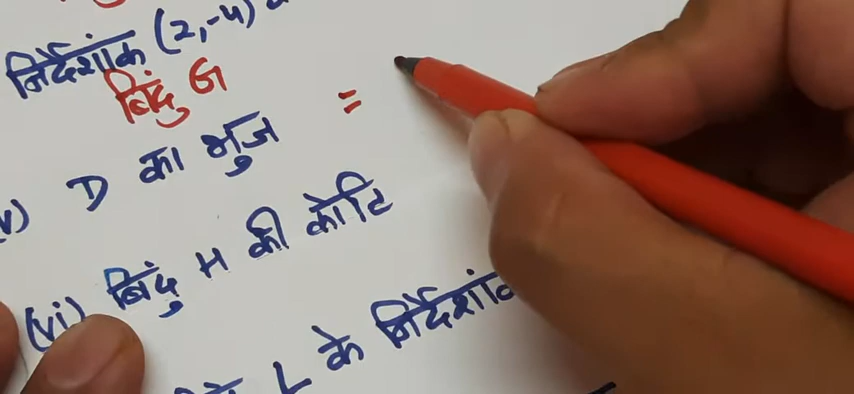 निर्देशांक (2,-4)
बिंदु G
D का भुज =
(vi) बिंदु H की कोटि
L के निर्देशांक